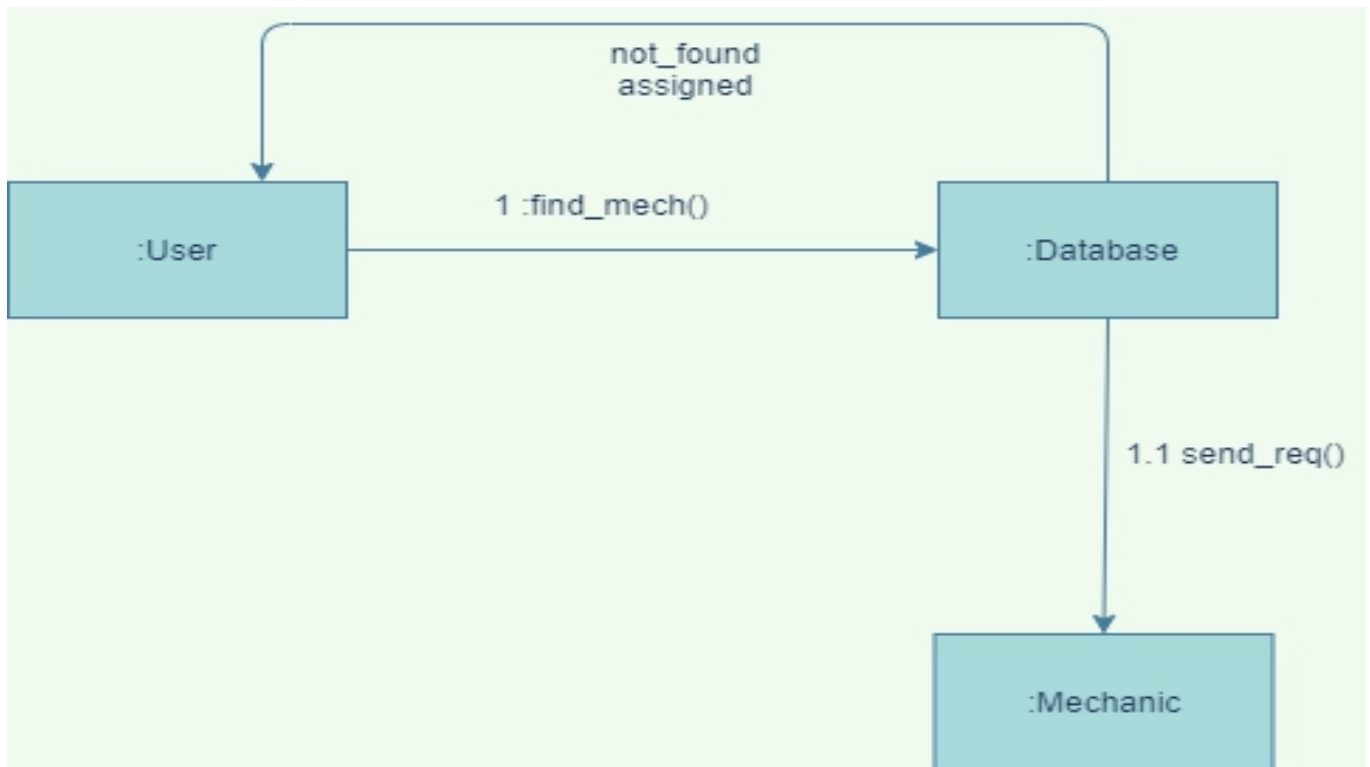 not_found
assigned
1 :find_mech()
:User
:Database
1.1 send_req()
:Mechanic